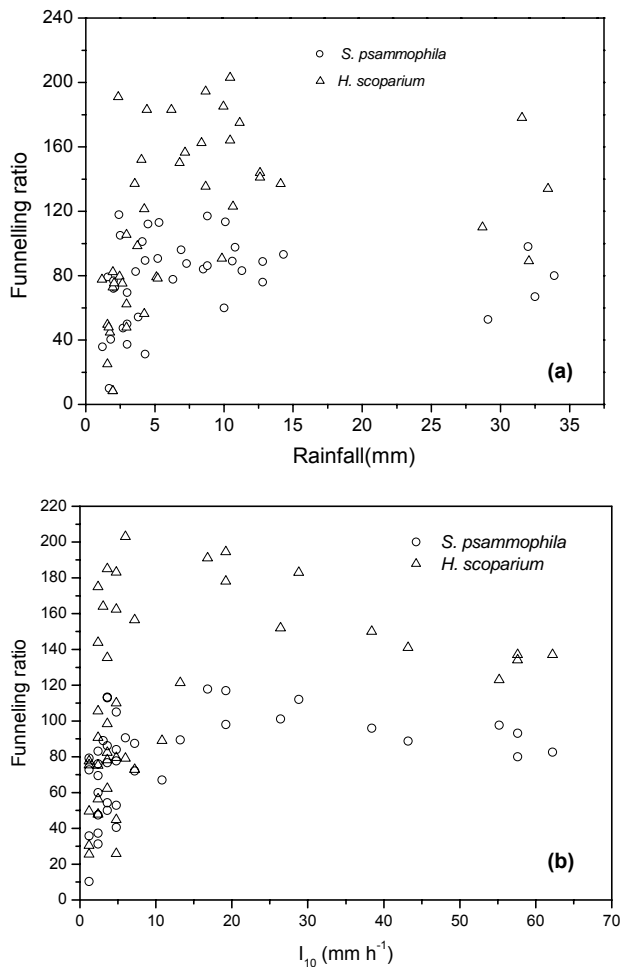 240
200
160
120
80
40
0
Funnelling ratio
S. psammophila
H. scoparium
(a)
0 5 10 15 20 25 30 35
Rainfall(mm)
220
200
180
160
140
120
100
80
60
40
20
0
Funneling ratio
S. psammophila
H. scoparium
(b)
0 10 20 30 40 50 60 70
I10 (mm h-1)